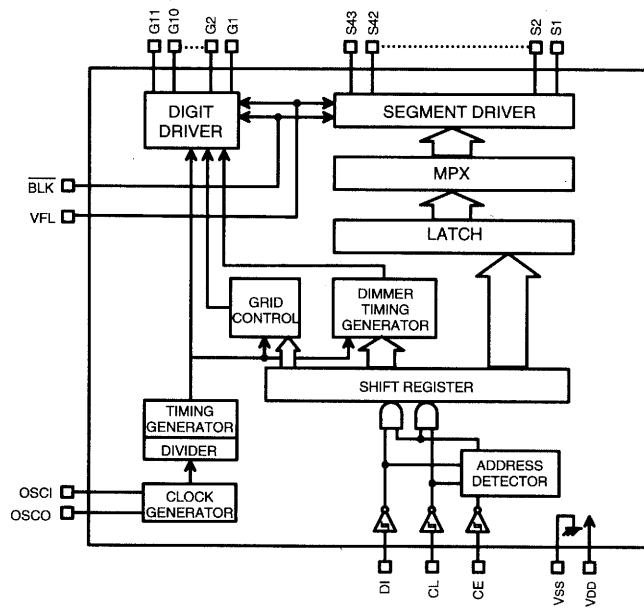 G11 G10 G2 G1 S43 S42 S2 S1
DIGIT
DRIVER
SEGMENT DRIVER
MPX
BLK
VFL
LATCH
GRID
CONTROL
DIMMER
TIMING
GENERATOR
SHIFT REGISTER
TIMING
GENERATOR
DIVIDER
ADDRESS
DETECTOR
OSCI
OSCO
CLOCK
GENERATOR
DI CL CE VSS VDD